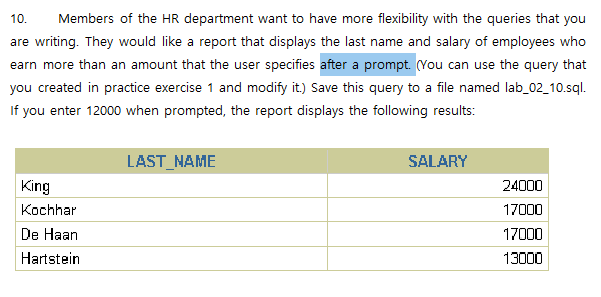 10. Members of the HR department want to have more flexibility with the queries that you
are writing. They would like a report that displays the last name and salary of employees who
earn more than an amount that the user specifies after a prompt. (You can use the query that
you created in practice exercise 1 and modify it.) Save this query to a file named lab_02_10.sql.
If you enter 12000 when prompted, the report displays the following results:
LAST_NAME SALARY
King 24000
Kochhar 17000
De Haan 17000
Hartstein 13000